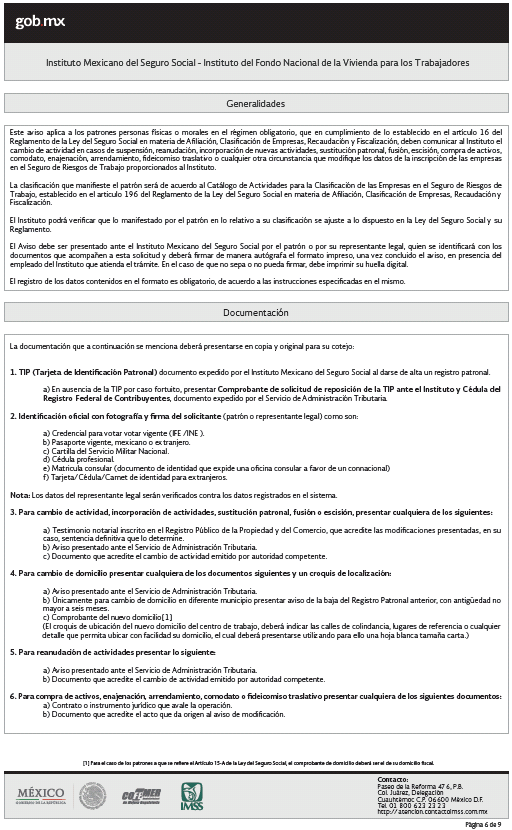 gob mx
Instituto Mexicano del Seguro Social - Instituto del Fondo Nacional de la Vivienda para los Trabajadores
Generalidades
Este aviso aplica a los patrones personas físicas o morales en el régimen obligatorio, que en cumplimiento de lo establecido en el artículo 16 del
Reglamento de la Ley del Seguro Social en materia de Afiliación, Clasificación de Empresas, Recaudación y Fiscalización, deben comunicar al Instituto el
cambio de actividad en casos de suspensión, reanudación, incorporación de nuevas actividades, sustitución patronal, fusión, escisión, compra de activos,
comodato, enajenación, arrendamiento, fideicomiso traslativo o cualquier otra circunstancia que modifique los datos de la inscripción de las empresas
en el Seguro de Riesgos de Trabajo proporcionados al Instituto.
La clasificación que manifieste el patrón será de acuerdo al Catálogo de Actividades para la Clasificación de las Empresas en el Seguro de Riesgos de
Trabajo, establecido en el artículo 196 del Reglamento de la Ley del Seguro Social en materia de Afiliación, Clasificación de Empresas, Recaudación y
Fiscalización.
El Instituto podrá verificar que lo manifestado por el patrón en lo relativo a su clasificación se ajuste a lo dispuesto en la Ley del Seguro Social y su
Reglamento.
El Aviso debe ser presentado ante el Instituto Mexicano del Seguro Social por el patrón o por su representante legal, quien se identificará con los
documentos que acompañen a esta solicitud y deberá firmar de manera autógrafa el formato impreso, una vez concluido el aviso, en presencia del
empleado del Instituto que atienda el trámite. En el caso de que no sepa o no pueda firmar, debe imprimir su huella digital.
El registro de los datos contenidos en el formato es obligatorio, de acuerdo a las instrucciones especificadas en el mismo.
Documentación
La documentación que a continuación se menciona deberá presentarse en copia y original para su cotejo:
1. TIP (Tarjeta de Identificación Patronal) documento expedido por el Instituto Mexicano del Seguro Social al darse de alta un registro patronal.
a) En ausencia de la TIP por caso fortuito, presentar Comprobante de solicitud de reposición de la TIP ante el Instituto y Cédula del
Registro Federal de Contribuyentes, documento expedido por el Servicio de Administración Tributaria.
2. Identificación oficial con fotografía y firma del solicitante (patrón o representante legal) como son:
a) Credencial para votar votar vigente (IFE /INE ).
b) Pasaporte vigente, mexicano o extranjero.
c) Cartilla del Servicio Militar Nacional.
d) Cédula profesional.
e) Matricula consular (documento de identidad que expide una oficina consular a favor de un connacional)
f) Tarjeta/Cédula/Carnet de identidad para extranjeros.
Nota: Los datos del representante legal serán verificados contra los datos registrados en el sistema.
3. Para cambio de actividad, incorporación de actividades, sustitución patronal, fusión o escisión, presentar cualquiera de los siguientes:
a) Testimonio notarial inscrito en el Registro Público de la Propiedad y del Comercio, que acredite las modificaciones presentadas, en su
caso, sentencia definitiva que lo determine.
b) Aviso presentado ante el Servicio de Administración Tributaria.
c) Documento que acredite el cambio de actividad emitido por autoridad competente.
4. Para cambio de domicilio presentar cualquiera de los documentos siguientes y un croquis de localización:
a) Aviso presentado ante el Servicio de Administración Tributaria.
b) Únicamente para cambio de domicilio en diferente municipio presentar aviso de la baja del Registro Patronal anterior, con antigüedad no
mayor a seis meses.
c) Comprobante del nuevo domicilio[1]
(El croquis de ubicación del nuevo domicilio del centro de trabajo, deberá indicar las calles de colindancia, lugares de referencia o cualquier
detalle que permita ubicar con facilidad su domicilio, el cual deberá presentarse utilizando para ello una hoja blanca tamaña carta.)
5. Para reanudación de actividades presentar lo siguiente:
a) Aviso presentado ante el Servicio de Administración Tributaria.
b) Documento que acredite el cambio de actividad emitido por autoridad competente.
6. Para compra de activos, enajenación, arrendamiento, comodato o fideicomiso traslativo presentar cualquiera de los siguientes documentos:
a) Contrato o instrumento jurídico que avale la operación.
b) Documento que acredite el acto que da origen al aviso de modificación.
[1] Para el caso de los patrones a que se refiere el Artículo 15-A de la Ley del Seguro Social, el comprobante de domicilio deberá ser el de su domicilio fiscal.
MÉXICO
GOBIERNO DE LA REPÚBLICA
COFEMER
IMSS
Contacto:
Paseo de la Reforma 476, P.B.
Col. Juárez, Delegación
Cuauhtémoc C.P. 06600 México D.F.
Tel. 01 800 623 23 23
http://atencion.contactoimss.com.mx
Página 6 de 9